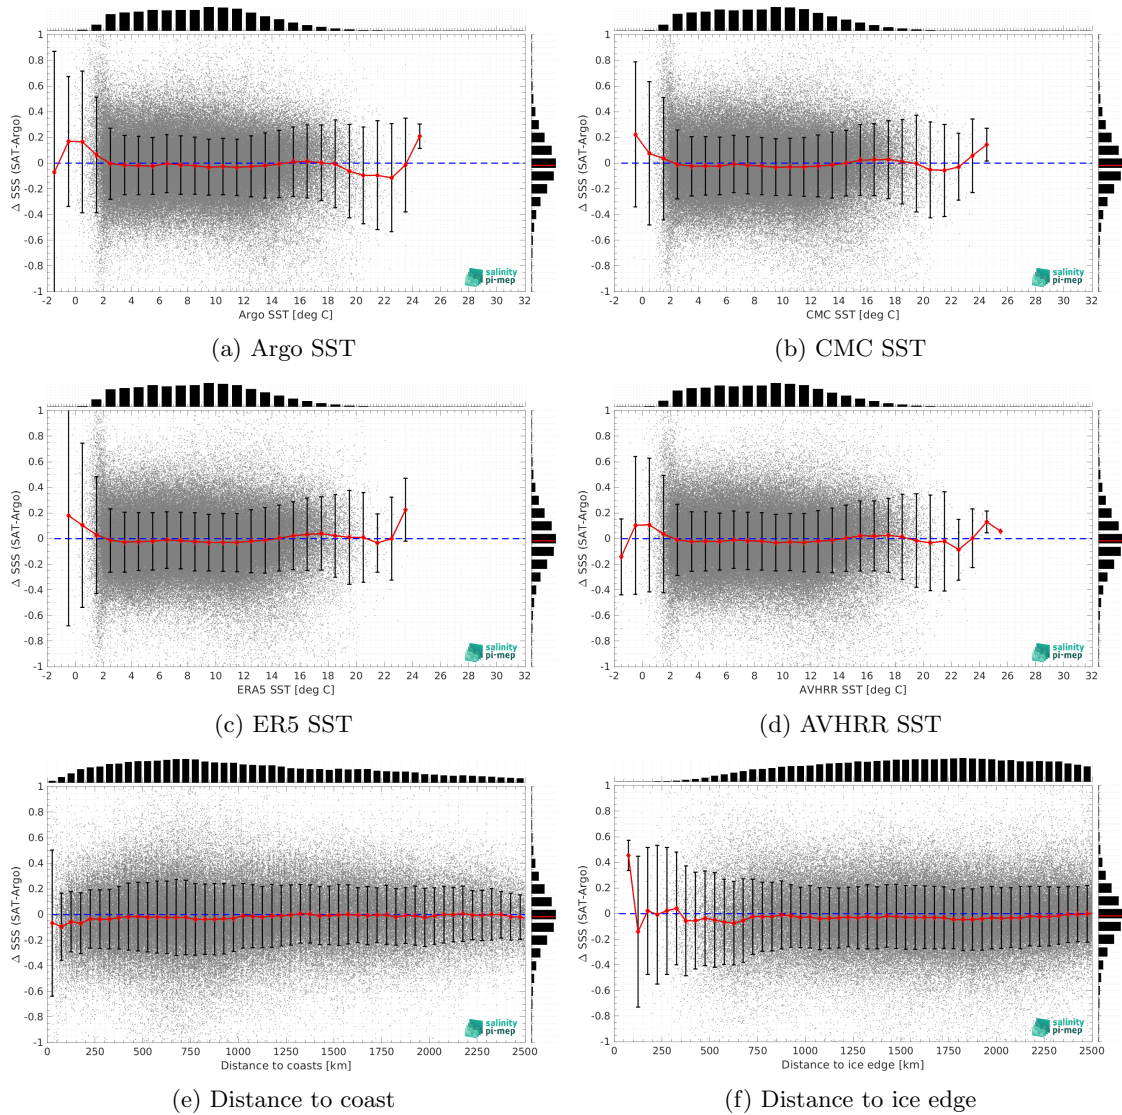 1
0.8
0.6
0.4
0.2
0
-0.2
-0.4
-0.6
-0.8
-1
Δ SSS (SAT-Argo)
salinity
pi-mep
-2 0 2 4 6 8 10 12 14 16 18 20 22 24 26 28 30 32
Argo SST [deg C]
(a) Argo SST
1
0.8
0.6
0.4
0.2
0
-0.2
-0.4
-0.6
-0.8
-1
Δ SSS (SAT-Argo)
salinity
pi-mep
-2 0 2 4 6 8 10 12 14 16 18 20 22 24 26 28 30 32
CMC SST [deg C]
(b) CMC SST
1
0.8
0.6
0.4
0.2
0
-0.2
-0.4
-0.6
-0.8
-1
Δ SSS (SAT-Argo)
salinity
pi-mep
-2 0 2 4 6 8 10 12 14 16 18 20 22 24 26 28 30 32
ERA5 SST [deg C]
(c) ER5 SST
1
0.8
0.6
0.4
0.2
0
-0.2
-0.4
-0.6
-0.8
-1
Δ SSS (SAT-Argo)
salinity
pi-mep
-2 0 2 4 6 8 10 12 14 16 18 20 22 24 26 28 30 32
AVHRR SST [deg C]
(d) AVHRR SST
1
0.8
0.6
0.4
0.2
0
-0.2
-0.4
-0.6
-0.8
-1
Δ SSS (SAT-Argo)
salinity
pi-mep
0 250 500 750 1000 1250 1500 1750 2000 2250 2500
Distance to coasts [km]
(e) Distance to coast
1
0.8
0.6
0.4
0.2
0
-0.2
-0.4
-0.6
-0.8
-1
Δ SSS (SAT-Argo)
salinity
pi-mep
0 250 500 750 1000 1250 1500 1750 2000 2250 2500
Distance to ice edge [km]
(f) Distance to ice edge